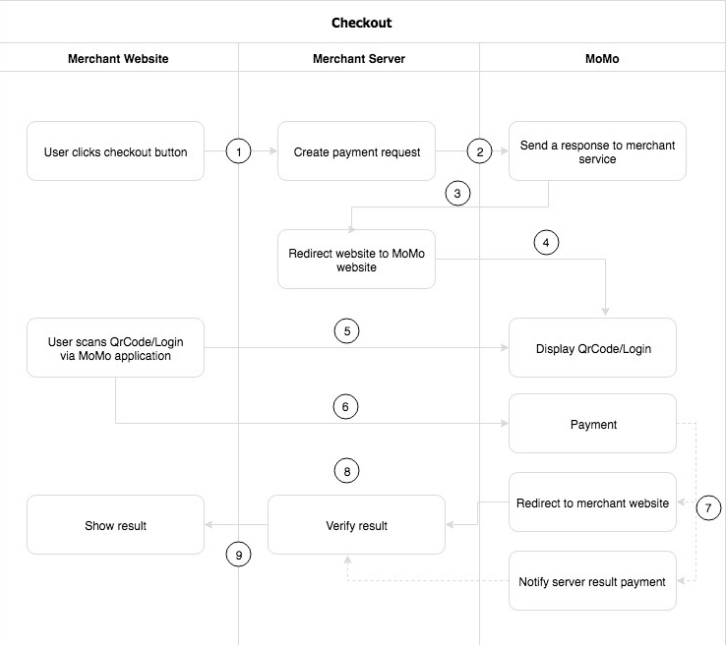 Checkout
Merchant Website
Merchant Server
MoMo
User clicks checkout button
1
Create payment request
2
Send a response to merchant
service
3
Redirect website to MoMo
website
4
User scans QrCode/Login
via MoMo application
5
Display QrCode/Login
6
Payment
8
Redirect to merchant website
7
Show result
Verify result
9
Notify server result payment